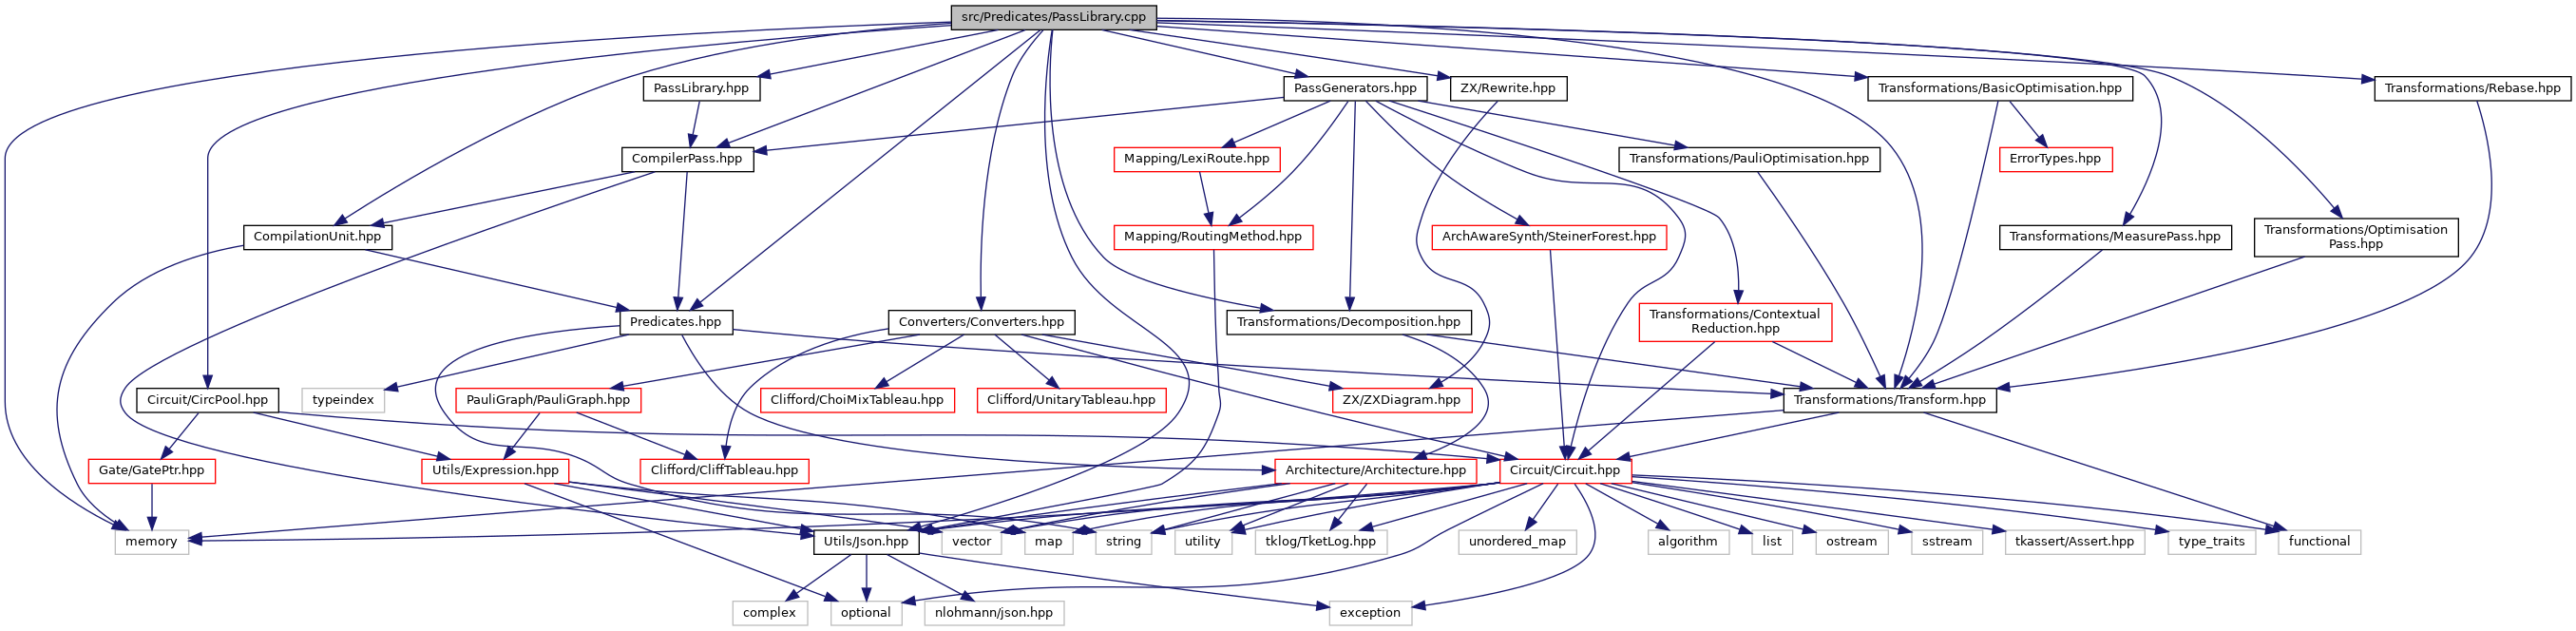 src/Predicates/PassLibrary.cpp
PassLibrary.hpp
PassGenerators.hpp
ZX/Rewrite.hpp
Transformations/BasicOptimisation.hpp
Transformations/Rebase.hpp
CompilerPass.hpp
Mapping/LexiRoute.hpp
Transformations/PauliOptimisation.hpp
ErrorTypes.hpp
CompilationUnit.hpp
Mapping/RoutingMethod.hpp
ArchAwareSynth/SteinerForest.hpp
Transformations/MeasurePass.hpp
Transformations/Optimisation
Pass.hpp
Predicates.hpp
Converters/Converters.hpp
Transformations/Decomposition.hpp
Transformations/Contextual
Reduction.hpp
Circuit/CircPool.hpp
typeindex
PauliGraph/PauliGraph.hpp
Clifford/ChoiMixTableau.hpp
Clifford/UnitaryTableau.hpp
ZX/ZXDiagram.hpp
Transformations/Transform.hpp
Gate/GatePtr.hpp
Utils/Expression.hpp
Clifford/CliffTableau.hpp
Architecture/Architecture.hpp
Circuit/Circuit.hpp
memory
Utils/Json.hpp
vector
map
string
utility
tklog/TketLog.hpp
unordered_map
algorithm
list
ostream
sstream
tkassert/Assert.hpp
type_traits
functional
complex
optional
nlohmann/json.hpp
exception